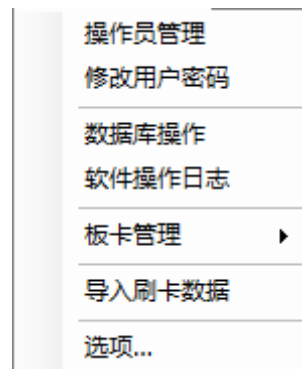 操作员管理
修改用户密码
数据库操作
软件操作日志
板卡管理
导入刷卡数据
选项...